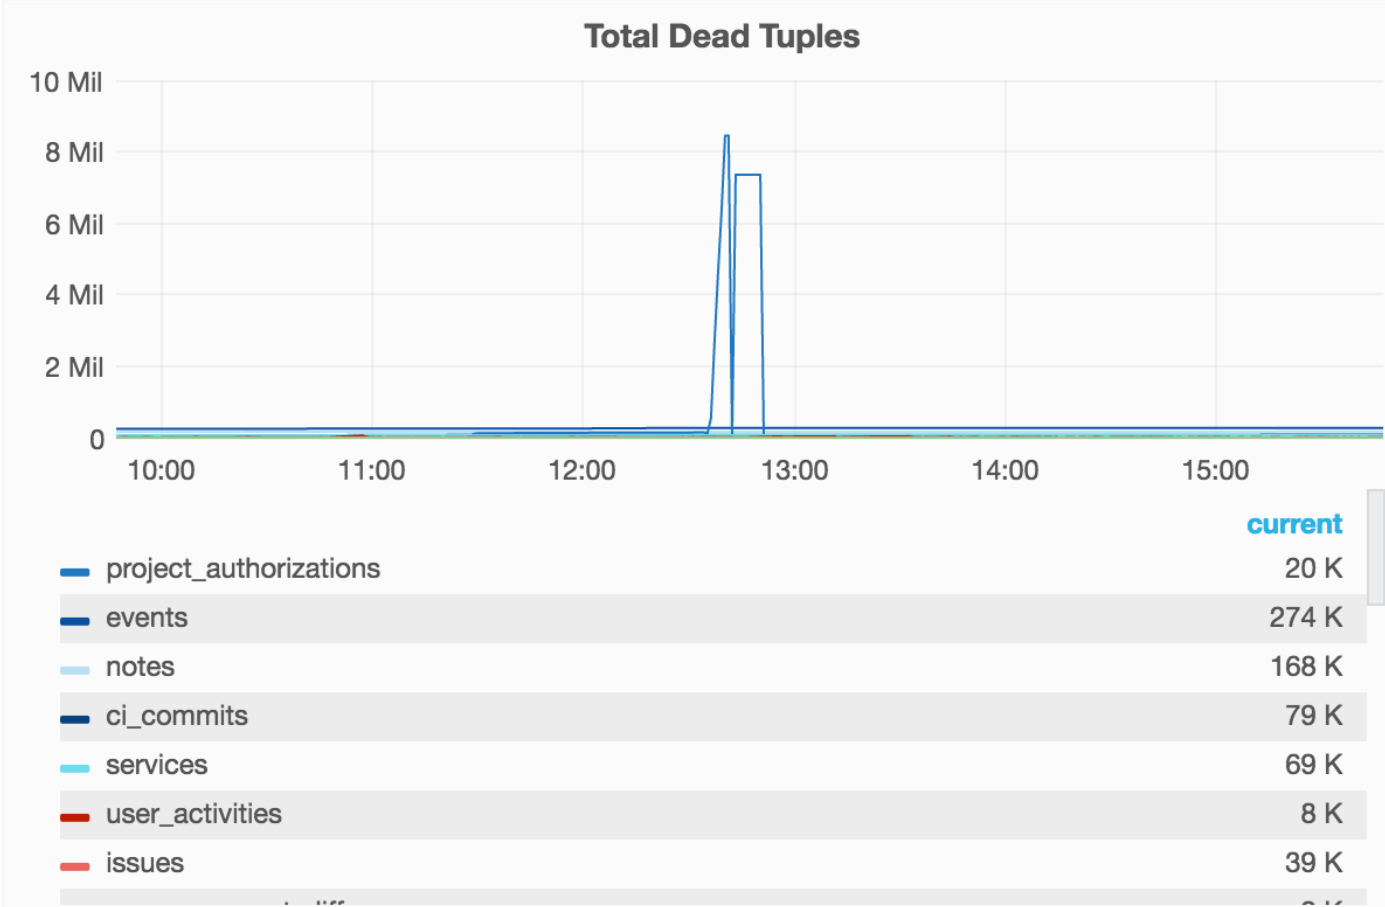 Total Dead Tuples
10 Mil
8 Mil
6 Mil
4 Mil
2 Mil
0
10:00 11:00 12:00 13:00 14:00 15:00
current
project_authorizations 20 K
events 274 K
notes 168 K
ci_commits 79 K
services 69 K
user_activities 8 K
issues 39 K